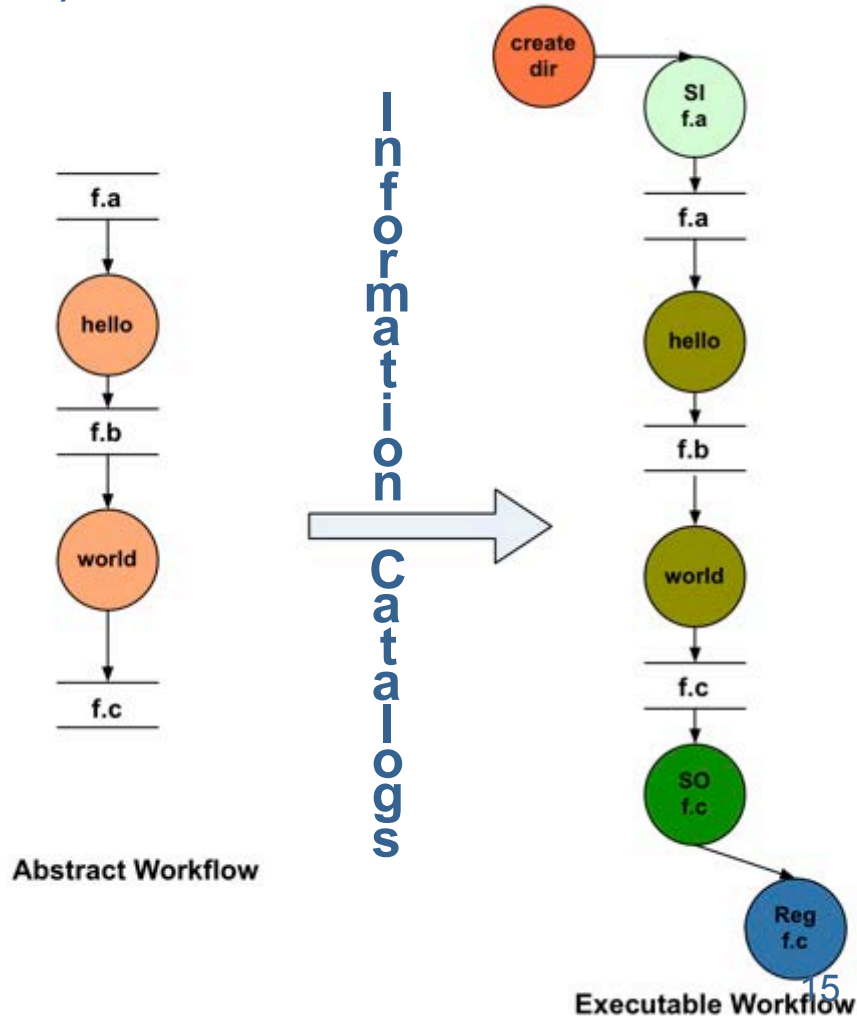 f.a
hello
f.b
world
f.c
Abstract Workflow
Information Catalogs
create
dir
SI
f.a
f.a
hello
f.b
world
f.c
SO
f.c
Reg
f.c
15
Executable Workflow